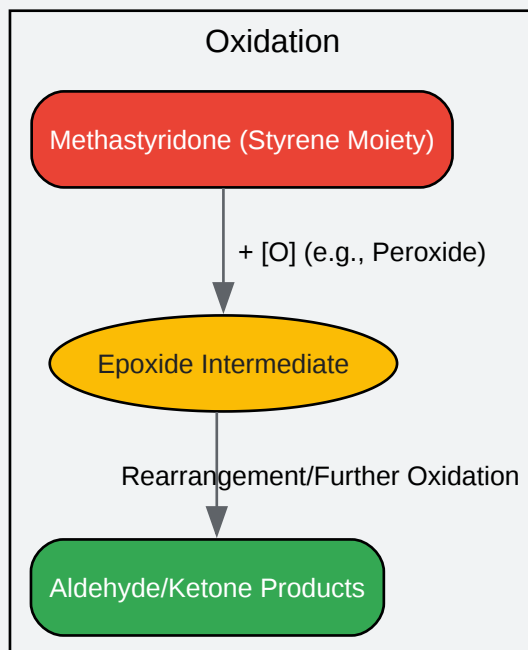 Oxidation
Methastyridone (Styrene Moiety)
+ [O] (e.g., Peroxide)
Epoxide Intermediate
Rearrangement/Further Oxidation
Aldehyde/Ketone Products